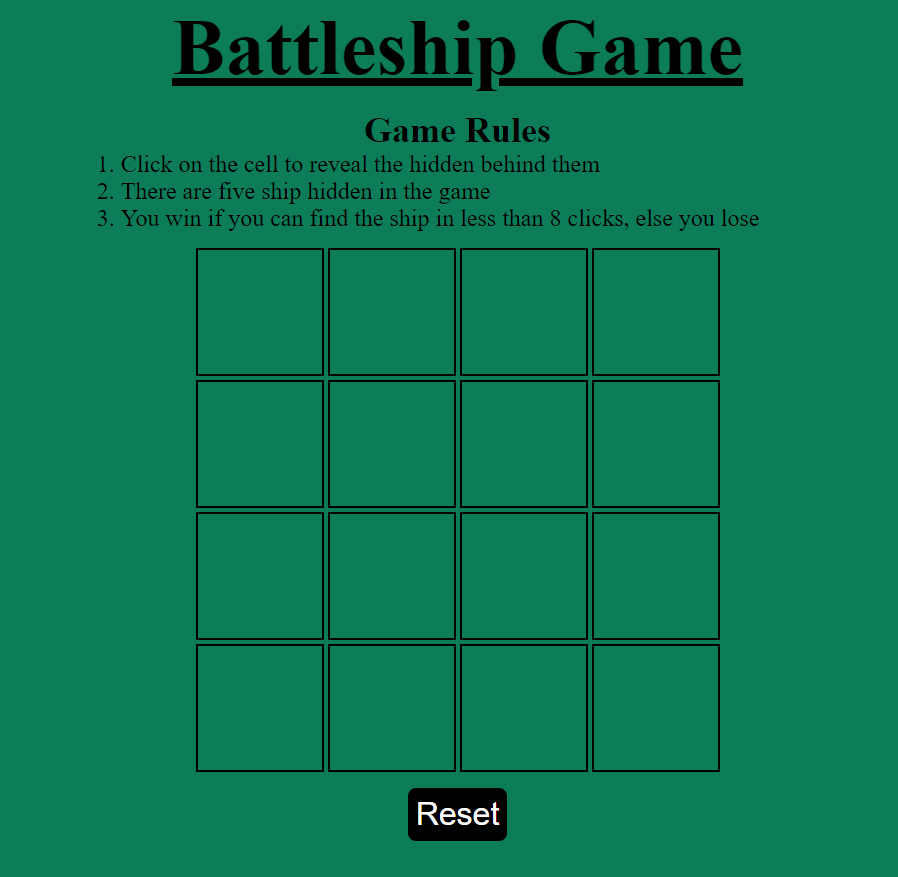 Battleship Game
Game Rules
1. Click on the cell to reveal the hidden behind them
2. There are five ship hidden in the game
3. You win if you can find the ship in less than 8 clicks, else you lose
Reset